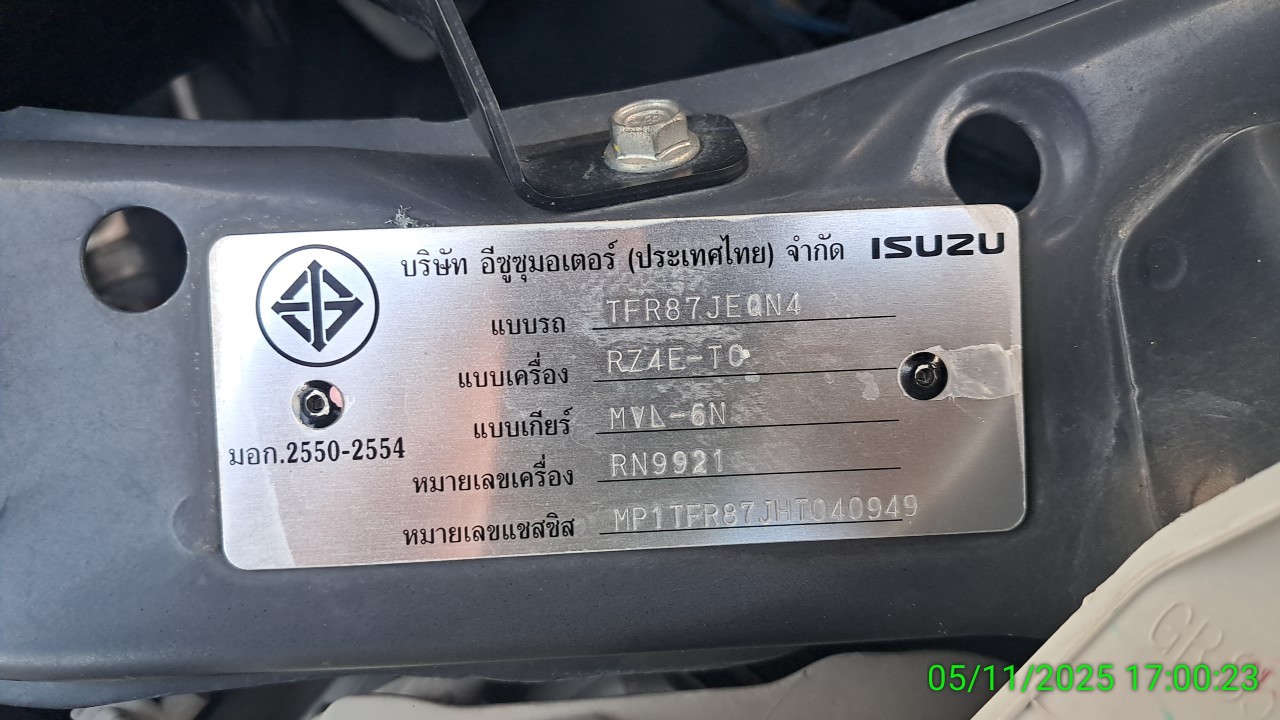 บริษัท อีซูซุมอเตอร์ (ประเทศไทย) จำกัด ISUZU
แบบรถ TFR87JEQN4
แบบเครื่อง RZ4E-TC
แบบเกียร์ MVL-6N
มอก.2550-2554
หมายเลขเครื่อง RN9921
หมายเลขแชสซิส MP1TFR87JHT040949
05/11/2025 17:00:23